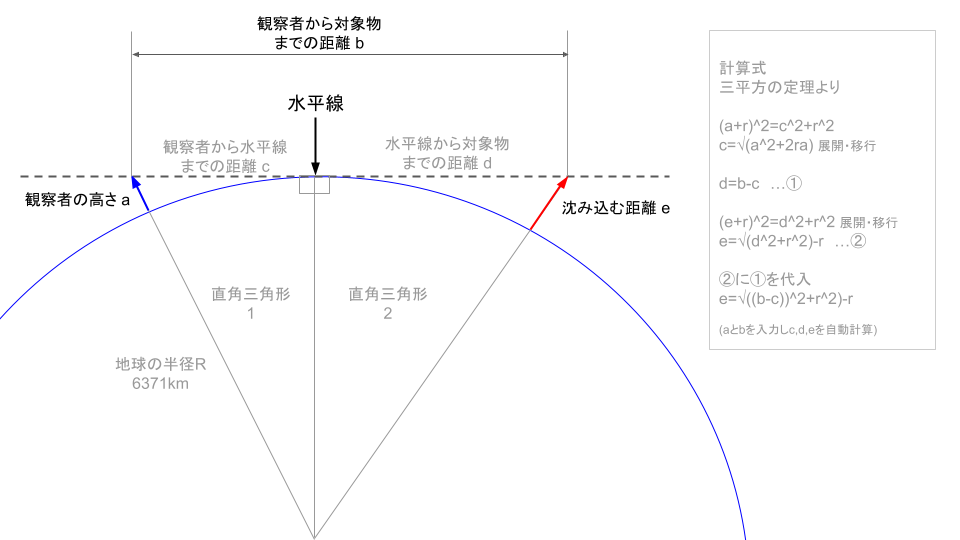 観察者から対象物
までの距離 b
水平線
観察者から水平線
までの距離 c
水平線から対象物
までの距離 d
観察者の高さ a
沈み込む距離 e
直角三角形
1
直角三角形
2
地球の半径R
6371km
計算式
三平方の定理より
(a+r)^2=c^2+r^2
c=√(a^2+2ra) 展開・移行
d=b-c …①
(e+r)^2=d^2+r^2 展開・移行
e=√(d^2+r^2)-r …②
②に①を代入
e=√((b-c))^2+r^2)-r
(aとbを入力しc,d,eを自動計算)